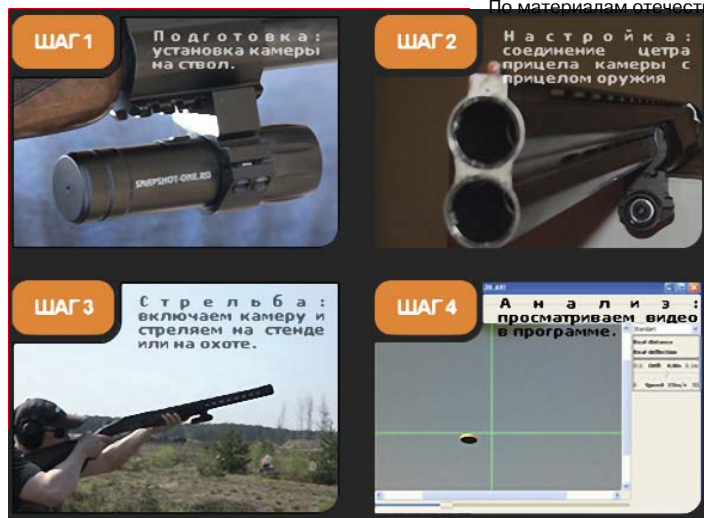 По материалам отечест
ШАГ 1
Подготовка:
установка камеры
на ствол.
SNAPSHOT-ONE.RU
ШАГ 2
Настройка:
соединение цетра
прицела камеры с
прицелом оружия
ШАГ 3
Стрельба:
включаем камеру и
стреляем на стенде
или на охоте.
ШАГ 4
Анализ:
просматриваем видео
в программе.
Standart
Real distance
Real deflection